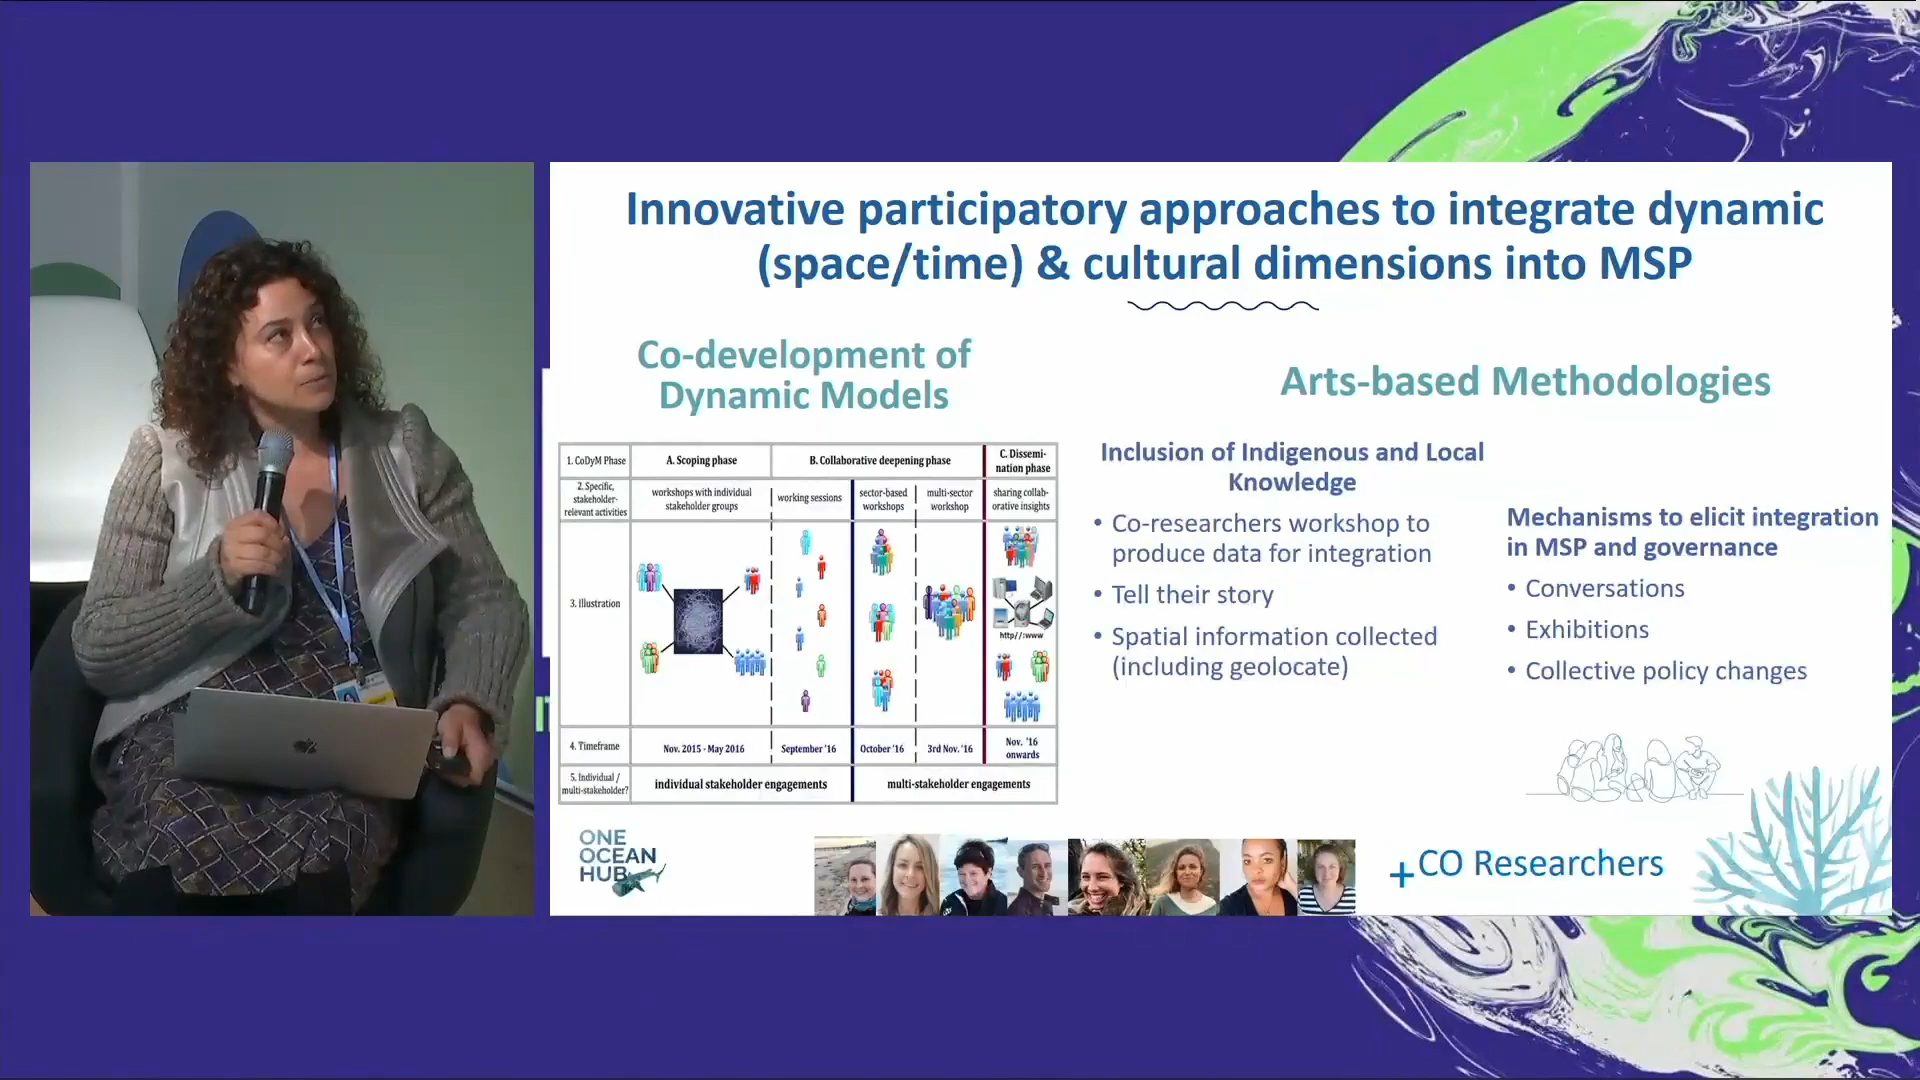 Innovative participatory approaches to integrate dynamic
(space/time) & cultural dimensions into MSP
Co-development of
Dynamic Models
1. CoDyM Phase
A. Scoping phase
B. Collaborative deepening phase
C. Dissemi-
nation phase
2. Specific,
stakeholder-
relevant activities
workshops with individual
stakeholder groups
working sessions
sector-based
workshops
multi-sector
workshop
sharing collab-
orative insights
3. Illustration
http//:www
4. Timeframe
Nov. 2015 - May 2016
September '16
October '16
3rd Nov. '16
Nov. '16
onwards
5. Individual /
multi-stakeholder?
individual stakeholder engagements
multi-stakeholder engagements
Arts-based Methodologies
Inclusion of Indigenous and Local
Knowledge
• Co-researchers workshop to
produce data for integration
• Tell their story
• Spatial information collected
(including geolocate)
Mechanisms to elicit integration
in MSP and governance
• Conversations
• Exhibitions
• Collective policy changes
ONE
OCEAN
HUB
+CO Researchers